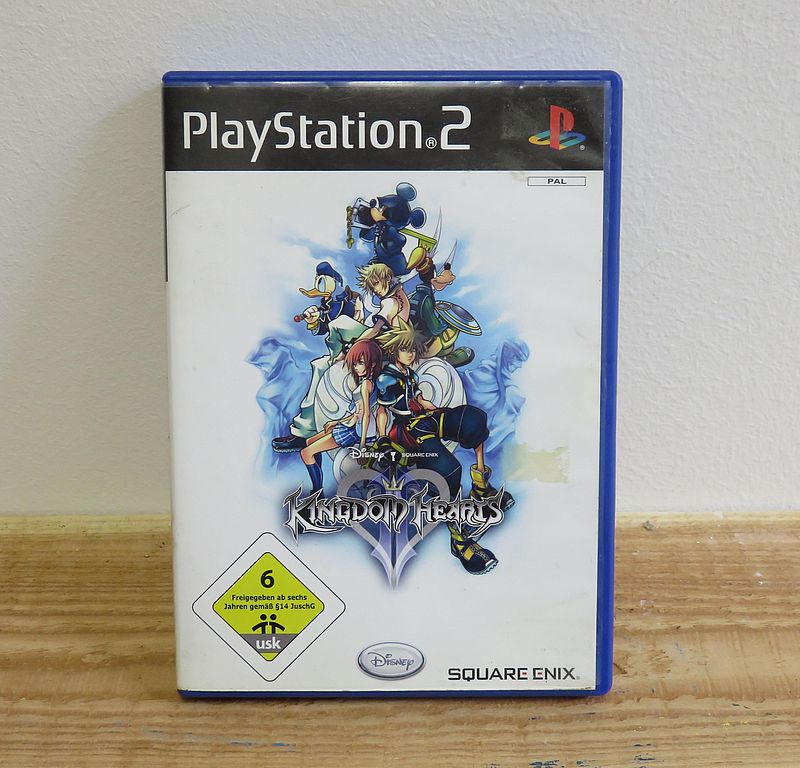 PlayStation®2
PAL
Disney SQUARE ENIX
KINGDOM HEARTS
II
6
Freigegeben ab sechs
Jahren gemäß §14 JuschG
usk
Disney
SQUARE ENIX®